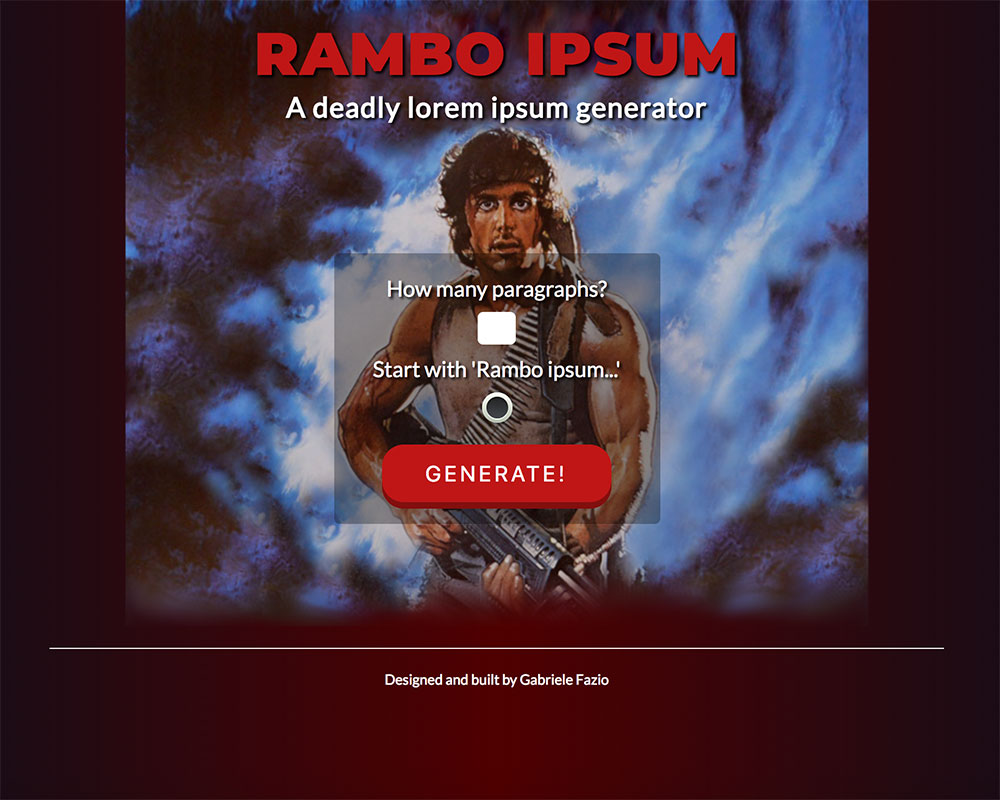 RAMBO IPSUM
A deadly lorem ipsum generator
How many paragraphs?
Start with 'Rambo ipsum...'
GENERATE!
Designed and built by Gabriele Fazio